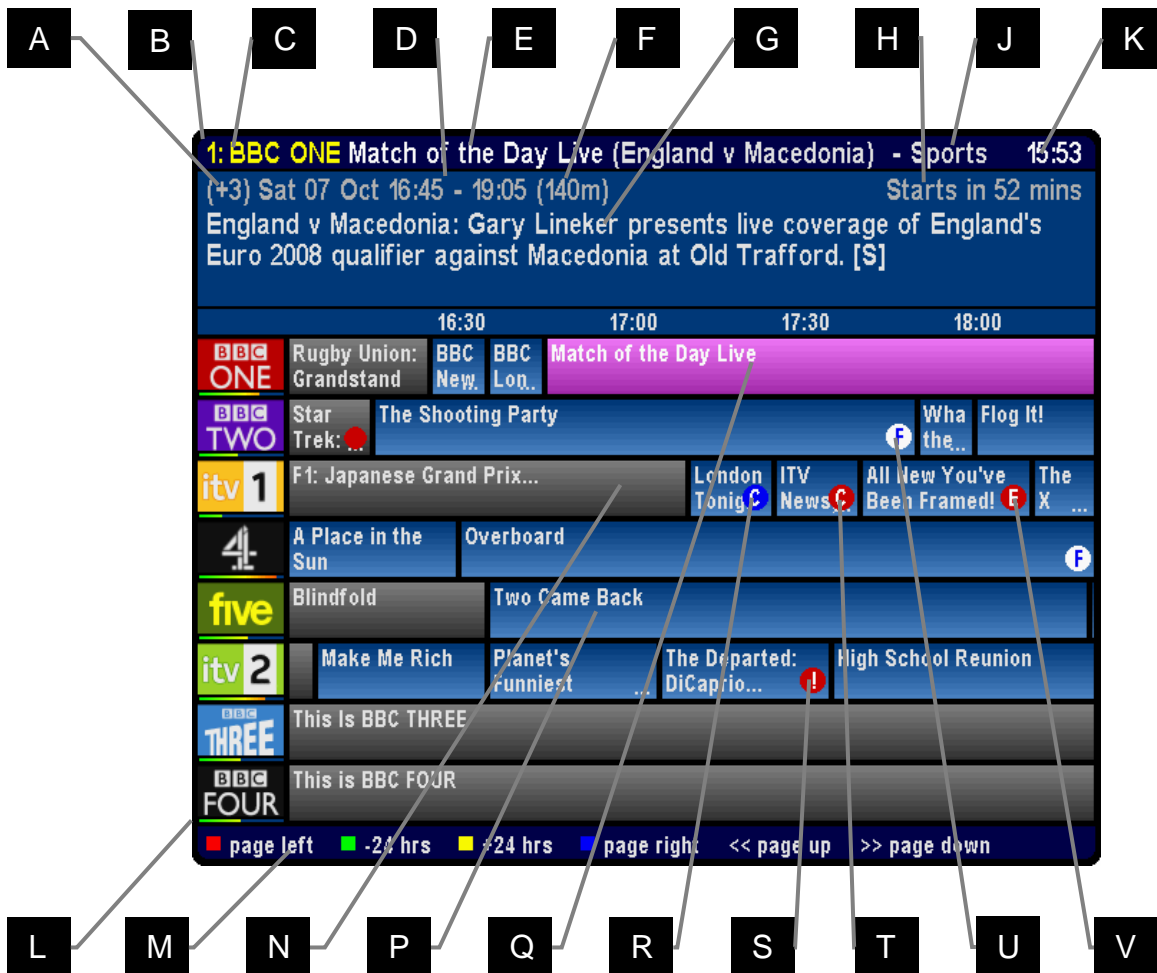 A B C D E F G H J K
1: BBC ONE Match of the Day Live (England v Macedonia) - Sports 15:53
(+3) Sat 07 Oct 16:45 - 19:05 (140m) Starts in 52 mins
England v Macedonia: Gary Lineker presents live coverage of England's
Euro 2008 qualifier against Macedonia at Old Trafford. [S]
16:30 17:00 17:30 18:00
BBC ONE Rugby Union: BBC BBC Match of the Day Live
Grandstand New.. Lon..
BBC TWO Star The Shooting Party Wha Flog It!
Trek: ... F the...
itv 1 F1: Japanese Grand Prix... London ITV All New You've The
Tonig C News C Been Framed! E X ...
4 A Place in the Overboard
Sun F
five Blindfold Two Came Back
itv 2 Make Me Rich Planet's The Departed: High School Reunion
Funniest ... DiCaprio... !
BBC THREE This Is BBC THREE
BBC FOUR This is BBC FOUR
page left -24 hrs +24 hrs page right << page up >> page down
L M N P Q R S T U V